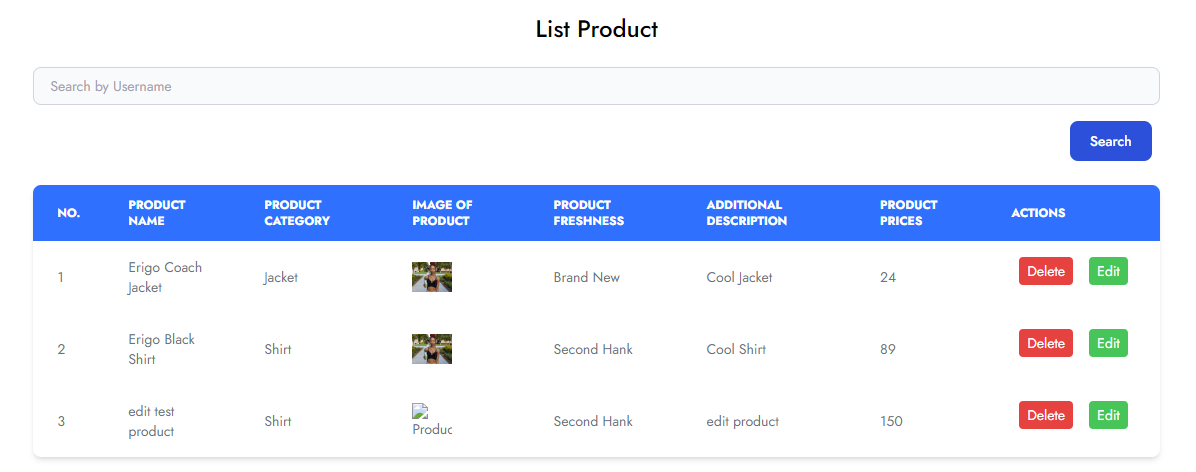 List Product
Search by Username
Search
NO. PRODUCT NAME PRODUCT CATEGORY IMAGE OF PRODUCT PRODUCT FRESHNESS ADDITIONAL DESCRIPTION PRODUCT PRICES ACTIONS
1 Erigo Coach Jacket Jacket Brand New Cool Jacket 24 Delete Edit
2 Erigo Black Shirt Shirt Second Hank Cool Shirt 89 Delete Edit
3 edit test product Shirt Produc Second Hank edit product 150 Delete Edit